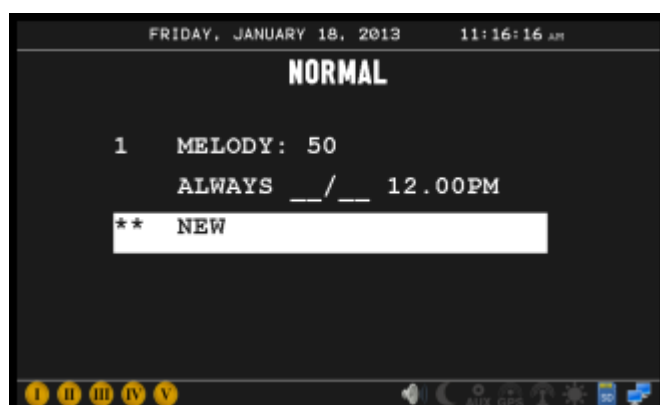 FRIDAY, JANUARY 18, 2013 11:16:16 AM
NORMAL
1 MELODY: 50
ALWAYS __/__ 12.00PM
** NEW
I II III IV V AUX GPS SD